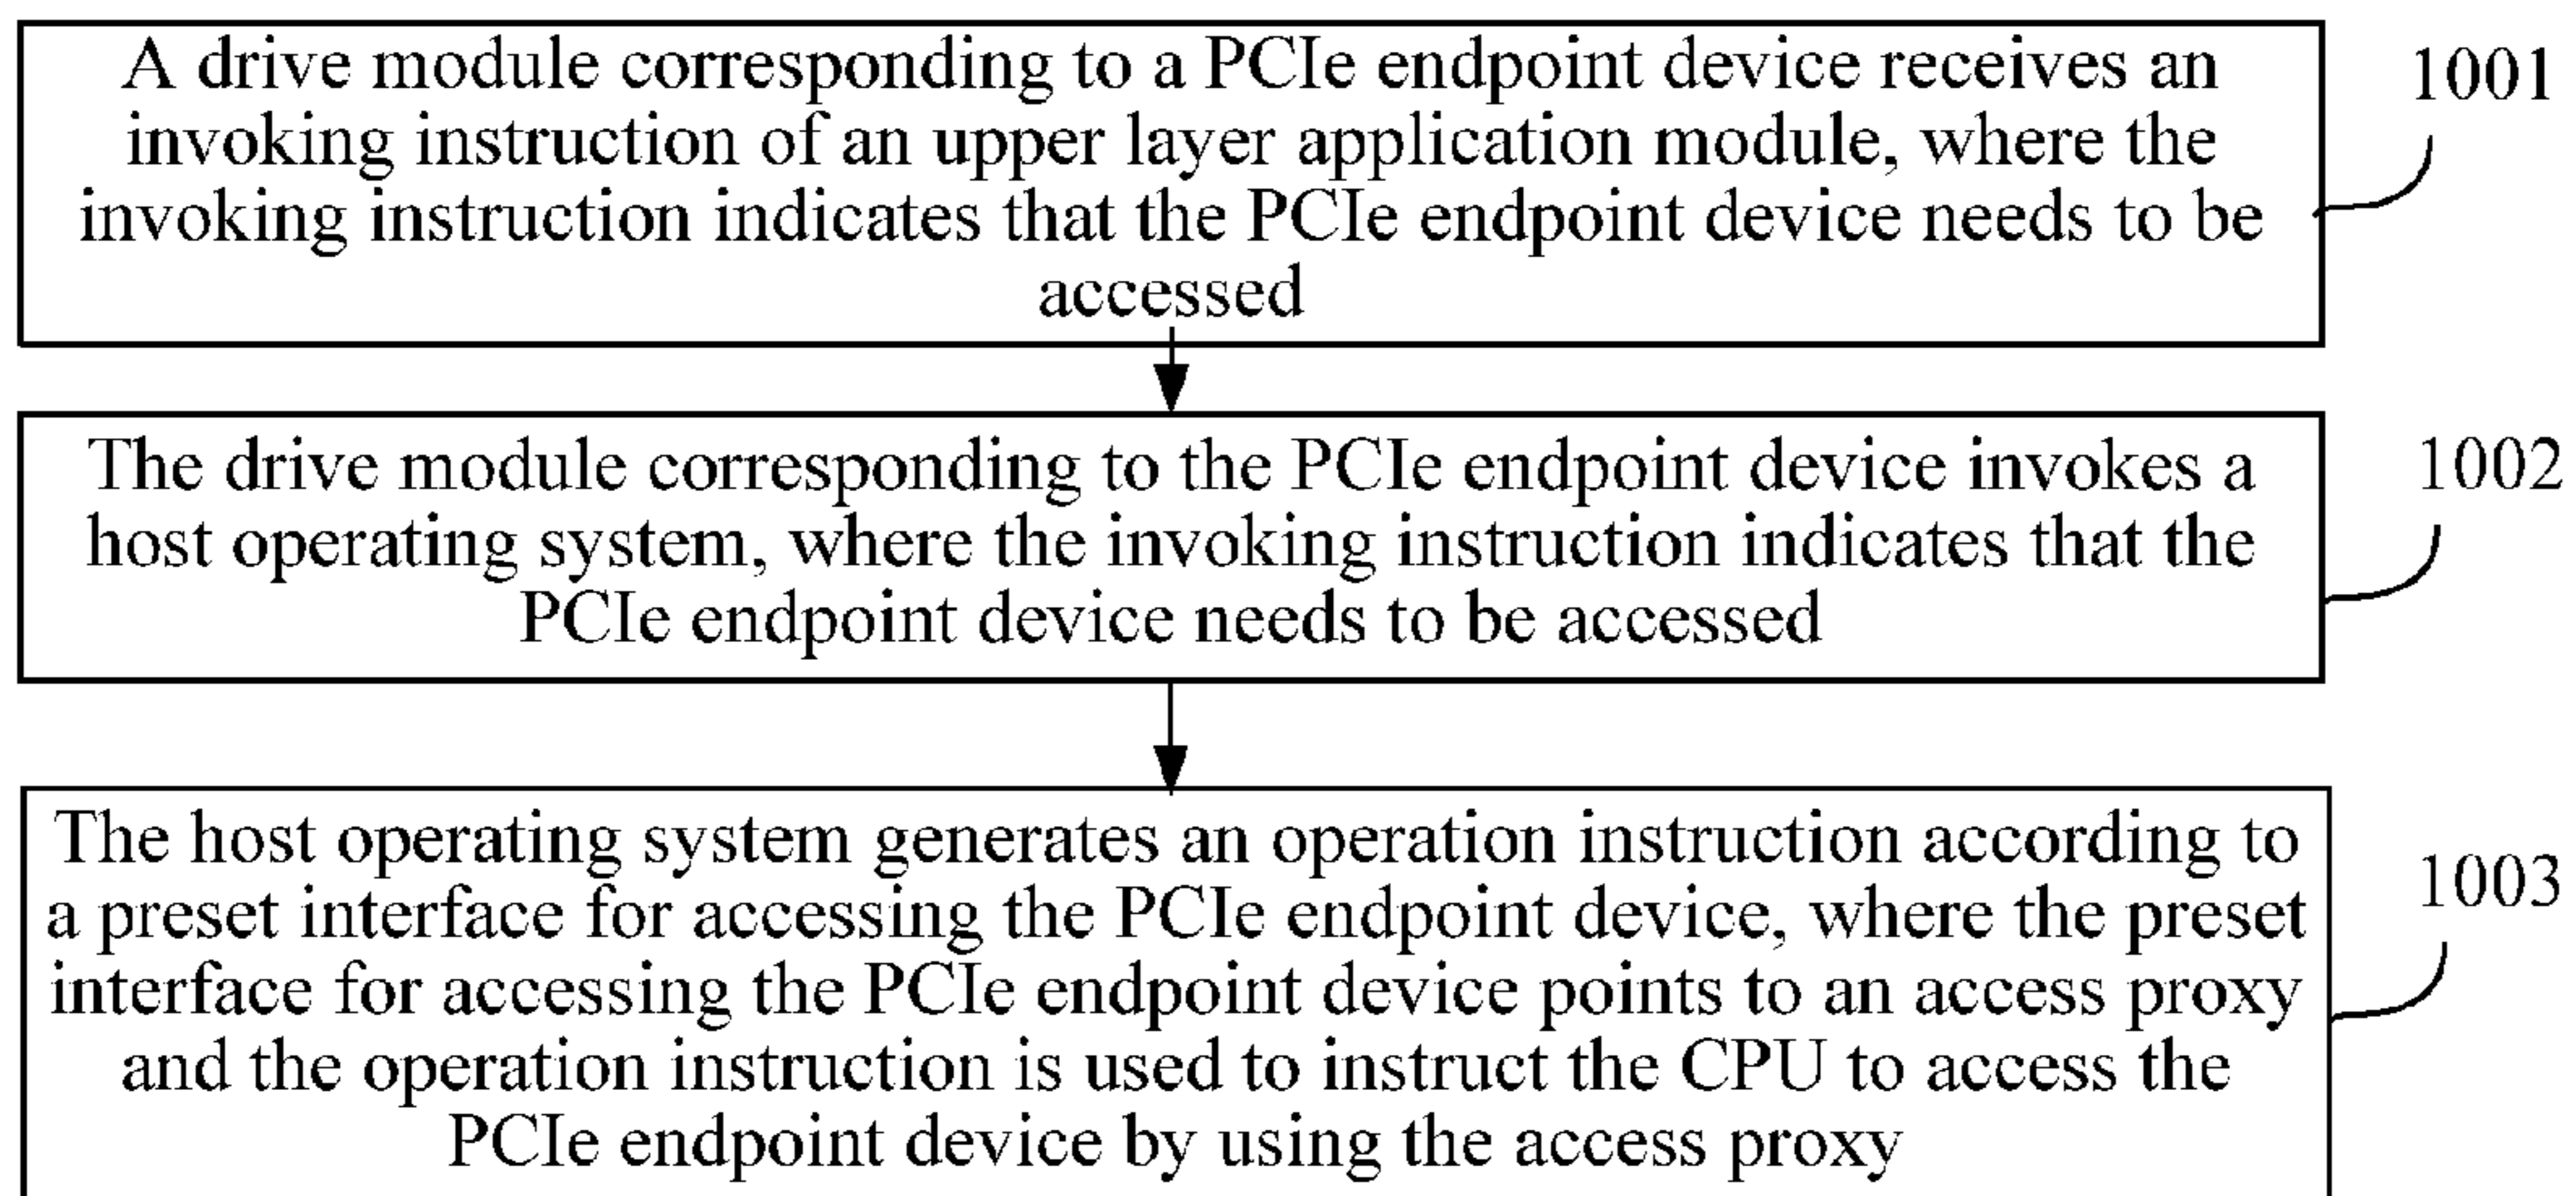 A drive module corresponding to a PCIe endpoint device receives an
invoking instruction of an upper layer application module, where the
invoking instruction indicates that the PCIe endpoint device needs to be
accessed
1001
The drive module corresponding to the PCIe endpoint device invokes a
host operating system, where the invoking instruction indicates that the
PCIe endpoint device needs to be accessed
1002
The host operating system generates an operation instruction according to
a preset interface for accessing the PCIe endpoint device, where the preset
interface for accessing the PCIe endpoint device points to an access proxy
and the operation instruction is used to instruct the CPU to access the
PCIe endpoint device by using the access proxy
1003